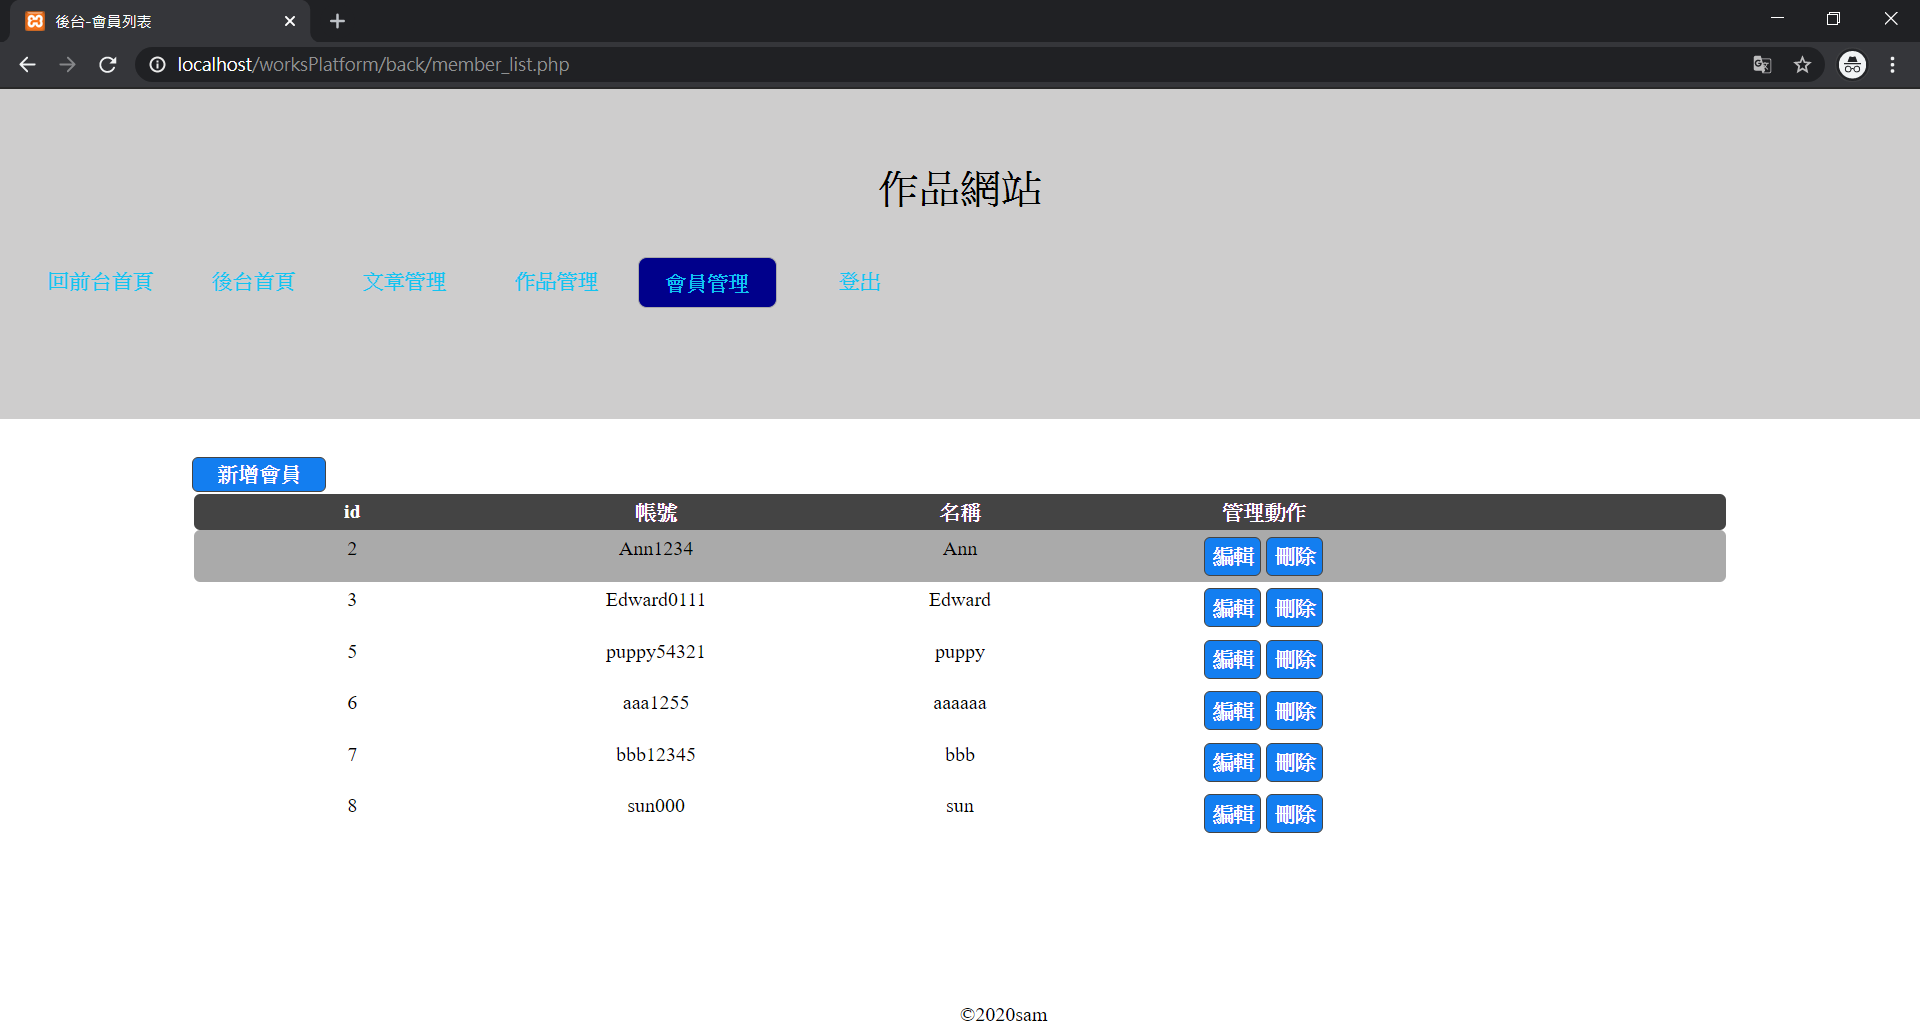 後台-會員列表
localhost/worksPlatform/back/member_list.php
作品網站
回前台首頁 後台首頁 文章管理 作品管理 會員管理 登出
新增會員
id 帳號 名稱 管理動作
2 Ann1234 Ann 編輯 刪除
3 Edward0111 Edward 編輯 刪除
5 puppy54321 puppy 編輯 刪除
6 aaa1255 aaaaaa 編輯 刪除
7 bbb12345 bbb 編輯 刪除
8 sun000 sun 編輯 刪除
©2020sam